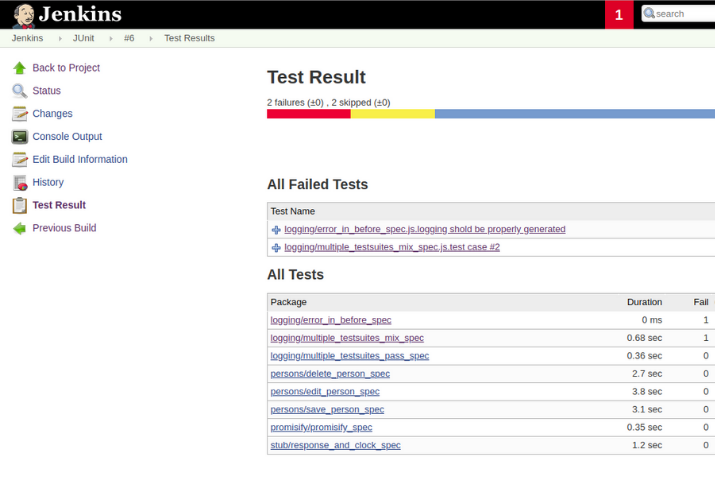 Jenkins
1
search
Jenkins JUnit #6 Test Results
Back to Project
Status
Changes
Console Output
Edit Build Information
History
Test Result
Previous Build
Test Result
2 failures (±0) , 2 skipped (±0)
All Failed Tests
Test Name
logging/error_in_before_spec.js.logging shold be properly generated
logging/multiple_testsuites_mix_spec.js.test case #2
All Tests
Package Duration Fail
logging/error_in_before_spec 0 ms 1
logging/multiple_testsuites_mix_spec 0.68 sec 1
logging/multiple_testsuites_pass_spec 0.36 sec 0
persons/delete_person_spec 2.7 sec 0
persons/edit_person_spec 3.8 sec 0
persons/save_person_spec 3.1 sec 0
promisify/promisify_spec 0.35 sec 0
stub/response_and_clock_spec 1.2 sec 0